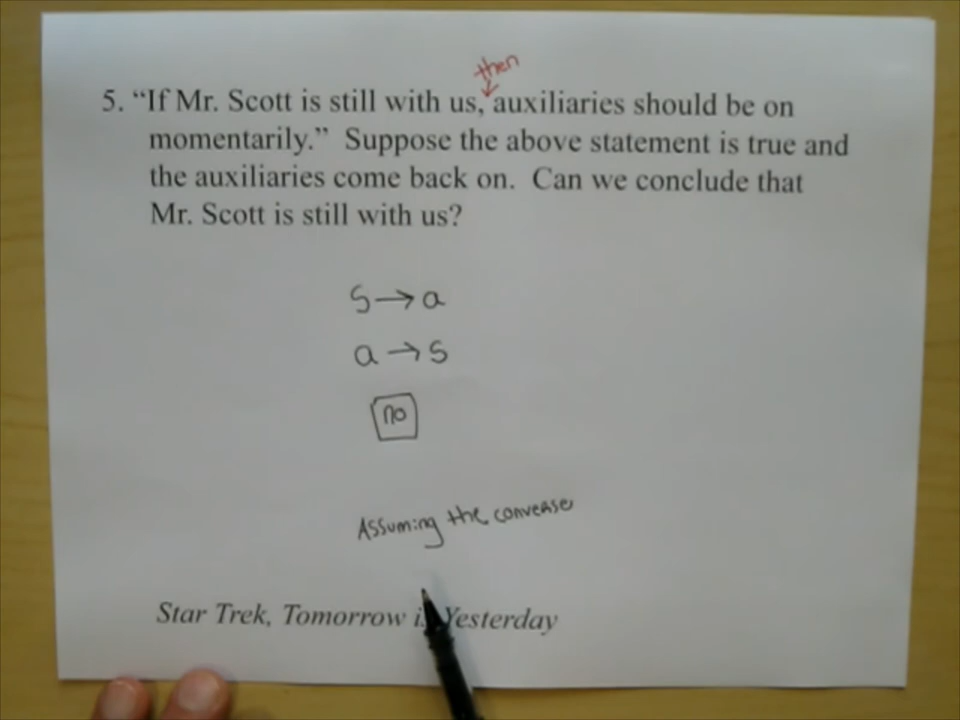 then
5. “If Mr. Scott is still with us, auxiliaries should be on
momentarily.” Suppose the above statement is true and
the auxiliaries come back on. Can we conclude that
Mr. Scott is still with us?
S→a
a→S
no
Assuming the converse
Star Trek, Tomorrow is Yesterday